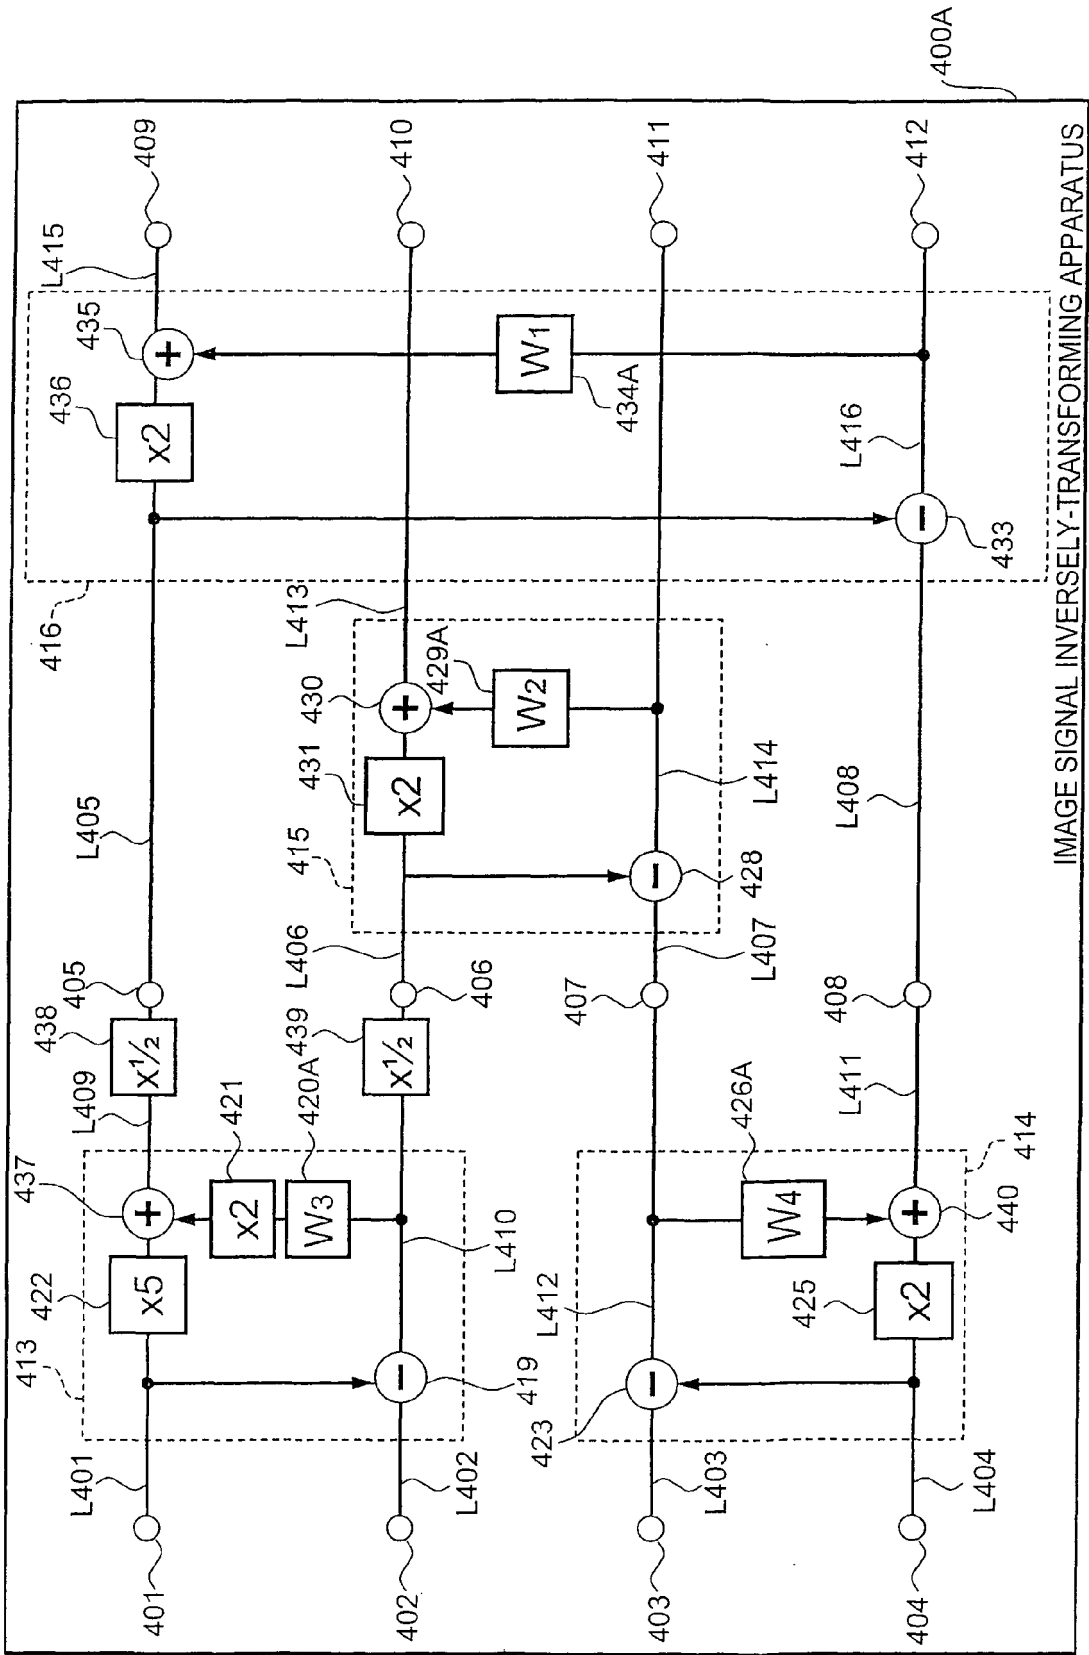 400A
409
410
411
412
L415
435
436
W1
434A
+
x2
L416
−
433
416
L413
430
429A
W2
+
431
x2
L414
415
−
428
L405
L408
L406
L407
405
406
407
408
438
x½
439
x½
L409
L411
437
+
421
x2
420A
W3
422
x5
L410
413
−
419
426A
W4
+
440
414
L412
425
x2
−
423
L401
L402
L403
L404
401
402
403
404
IMAGE SIGNAL INVERSELY-TRANSFORMING APPARATUS